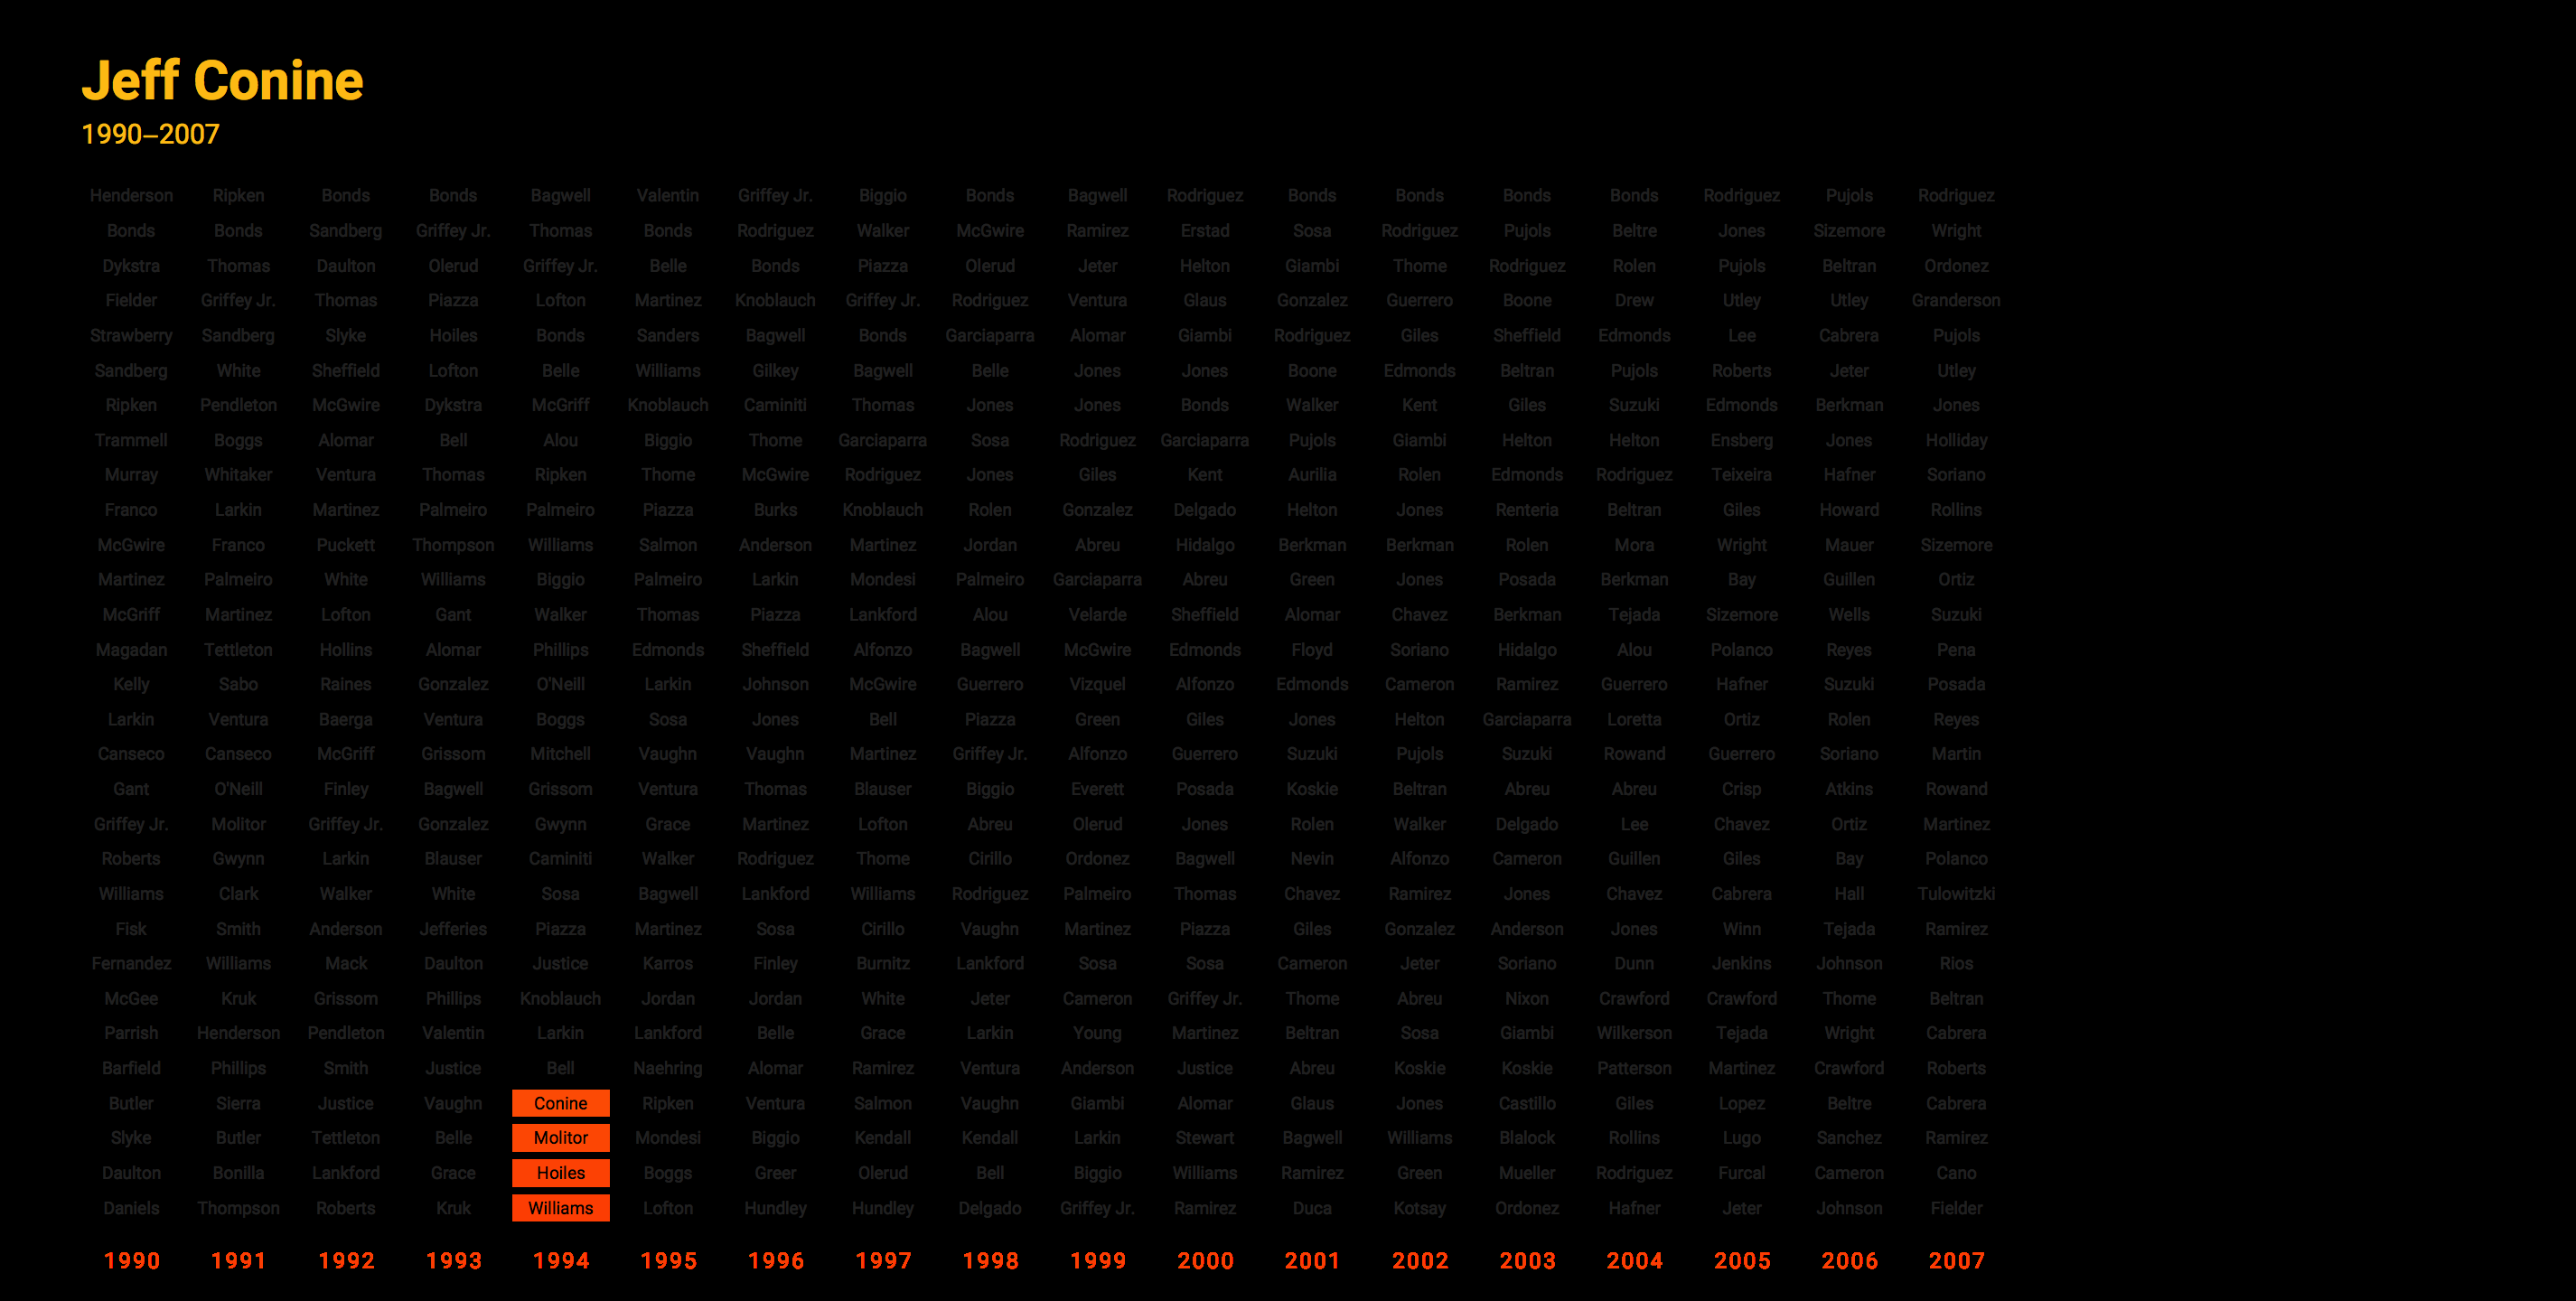 Jeff Conine
1990–2007
Henderson Ripken Bonds Bonds Bagwell Valentin Griffey Jr. Biggio Bonds Bagwell Rodriguez Bonds Bonds Bonds Bonds Rodriguez Pujols Rodriguez
Bonds Bonds Sandberg Griffey Jr. Thomas Bonds Rodriguez Walker McGwire Ramirez Erstad Sosa Rodriguez Pujols Beltre Jones Sizemore Wright
Dykstra Thomas Daulton Olerud Griffey Jr. Belle Bonds Piazza Olerud Jeter Helton Giambi Thome Rodriguez Rolen Pujols Beltran Ordonez
Fielder Griffey Jr. Thomas Piazza Lofton Martinez Knoblauch Griffey Jr. Rodriguez Ventura Glaus Gonzalez Guerrero Boone Drew Utley Utley Granderson
Strawberry Sandberg Slyke Hoiles Bonds Sanders Bagwell Bonds Garciaparra Alomar Giambi Rodriguez Giles Sheffield Edmonds Lee Cabrera Pujols
Sandberg White Sheffield Lofton Belle Williams Gilkey Bagwell Belle Jones Jones Boone Edmonds Beltran Pujols Roberts Jeter Utley
Ripken Pendleton McGwire Dykstra McGriff Knoblauch Caminiti Thomas Jones Jones Bonds Walker Kent Giles Suzuki Edmonds Berkman Jones
Trammell Boggs Alomar Bell Alou Biggio Thome Garciaparra Sosa Rodriguez Garciaparra Pujols Giambi Helton Helton Ensberg Jones Holliday
Murray Whitaker Ventura Thomas Ripken Thome McGwire Rodriguez Jones Giles Kent Aurilia Rolen Edmonds Rodriguez Teixeira Hafner Soriano
Franco Larkin Martinez Palmeiro Palmeiro Piazza Burks Knoblauch Rolen Gonzalez Delgado Helton Jones Renteria Beltran Giles Howard Rollins
McGwire Franco Puckett Thompson Williams Salmon Anderson Martinez Jordan Abreu Hidalgo Berkman Berkman Rolen Mora Wright Mauer Sizemore
Martinez Palmeiro White Williams Biggio Palmeiro Larkin Mondesi Palmeiro Garciaparra Abreu Green Jones Posada Berkman Bay Guillen Ortiz
McGriff Martinez Lofton Gant Walker Thomas Piazza Lankford Alou Velarde Sheffield Alomar Chavez Berkman Tejada Sizemore Wells Suzuki
Magadan Tettleton Hollins Alomar Phillips Edmonds Sheffield Alfonzo Bagwell McGwire Edmonds Floyd Soriano Hidalgo Alou Polanco Reyes Pena
Kelly Sabo Raines Gonzalez O'Neill Larkin Johnson McGwire Guerrero Vizquel Alfonzo Edmonds Cameron Ramirez Guerrero Hafner Suzuki Posada
Larkin Ventura Baerga Ventura Boggs Sosa Jones Bell Piazza Green Giles Jones Helton Garciaparra Loretta Ortiz Rolen Reyes
Canseco Canseco McGriff Grissom Mitchell Vaughn Vaughn Martinez Griffey Jr. Alfonzo Guerrero Suzuki Pujols Suzuki Rowand Guerrero Soriano Martin
Gant O'Neill Finley Bagwell Grissom Ventura Thomas Blauser Biggio Everett Posada Koskie Beltran Abreu Abreu Crisp Atkins Rowand
Griffey Jr. Molitor Griffey Jr. Gonzalez Gwynn Grace Martinez Lofton Abreu Olerud Jones Rolen Walker Delgado Lee Chavez Ortiz Martinez
Roberts Gwynn Larkin Blauser Caminiti Walker Rodriguez Thome Cirillo Ordonez Bagwell Nevin Alfonzo Cameron Guillen Giles Bay Polanco
Williams Clark Walker White Sosa Bagwell Lankford Williams Rodriguez Palmeiro Thomas Chavez Ramirez Jones Chavez Cabrera Hall Tulowitzki
Fisk Smith Anderson Jefferies Piazza Martinez Sosa Cirillo Vaughn Martinez Piazza Giles Gonzalez Anderson Jones Winn Tejada Ramirez
Fernandez Williams Mack Daulton Justice Karros Finley Burnitz Lankford Sosa Sosa Cameron Jeter Soriano Dunn Jenkins Johnson Rios
McGee Kruk Grissom Phillips Knoblauch Jordan Jordan White Jeter Cameron Griffey Jr. Thome Abreu Nixon Crawford Crawford Thome Beltran
Parrish Henderson Pendleton Valentin Larkin Lankford Belle Grace Larkin Young Martinez Beltran Sosa Giambi Wilkerson Tejada Wright Cabrera
Barfield Phillips Smith Justice Bell Naehring Alomar Ramirez Ventura Anderson Justice Abreu Koskie Koskie Patterson Martinez Crawford Roberts
Butler Sierra Justice Vaughn Conine Ripken Ventura Salmon Vaughn Giambi Alomar Glaus Jones Castillo Giles Lopez Beltre Cabrera
Slyke Butler Tettleton Belle Molitor Mondesi Biggio Kendall Kendall Larkin Stewart Bagwell Williams Blalock Rollins Lugo Sanchez Ramirez
Daulton Bonilla Lankford Grace Hoiles Boggs Greer Olerud Bell Biggio Williams Ramirez Green Mueller Rodriguez Furcal Cameron Cano
Daniels Thompson Roberts Kruk Williams Lofton Hundley Hundley Delgado Griffey Jr. Ramirez Duca Kotsay Ordonez Hafner Jeter Johnson Fielder
1990 1991 1992 1993 1994 1995 1996 1997 1998 1999 2000 2001 2002 2003 2004 2005 2006 2007